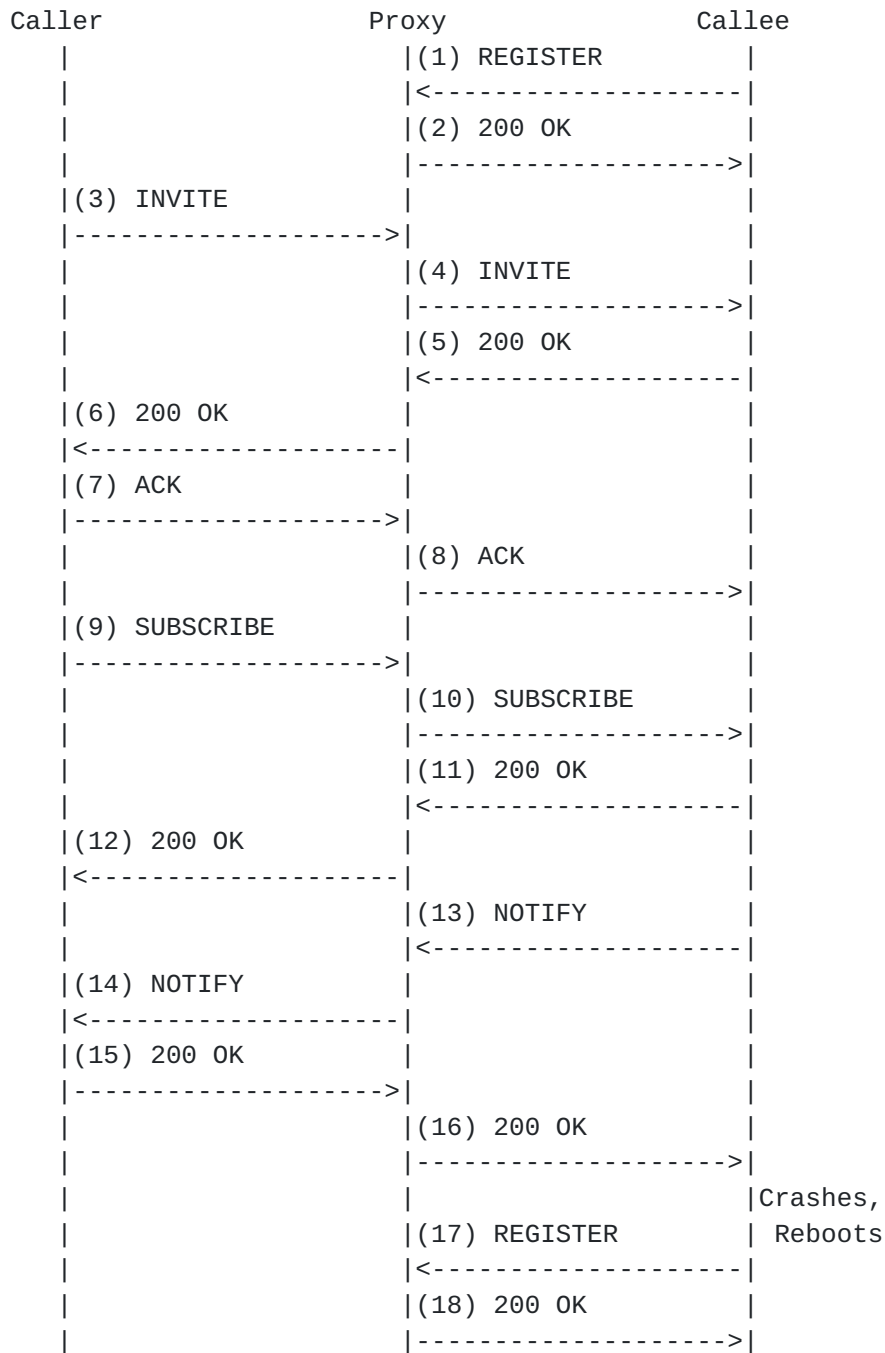 Caller Proxy Callee
(1) REGISTER
(2) 200 OK
(3) INVITE
(4) INVITE
(5) 200 OK
(6) 200 OK
(7) ACK
(8) ACK
(9) SUBSCRIBE
(10) SUBSCRIBE
(11) 200 OK
(12) 200 OK
(13) NOTIFY
(14) NOTIFY
(15) 200 OK
(16) 200 OK
Crashes,
(17) REGISTER Reboots
(18) 200 OK